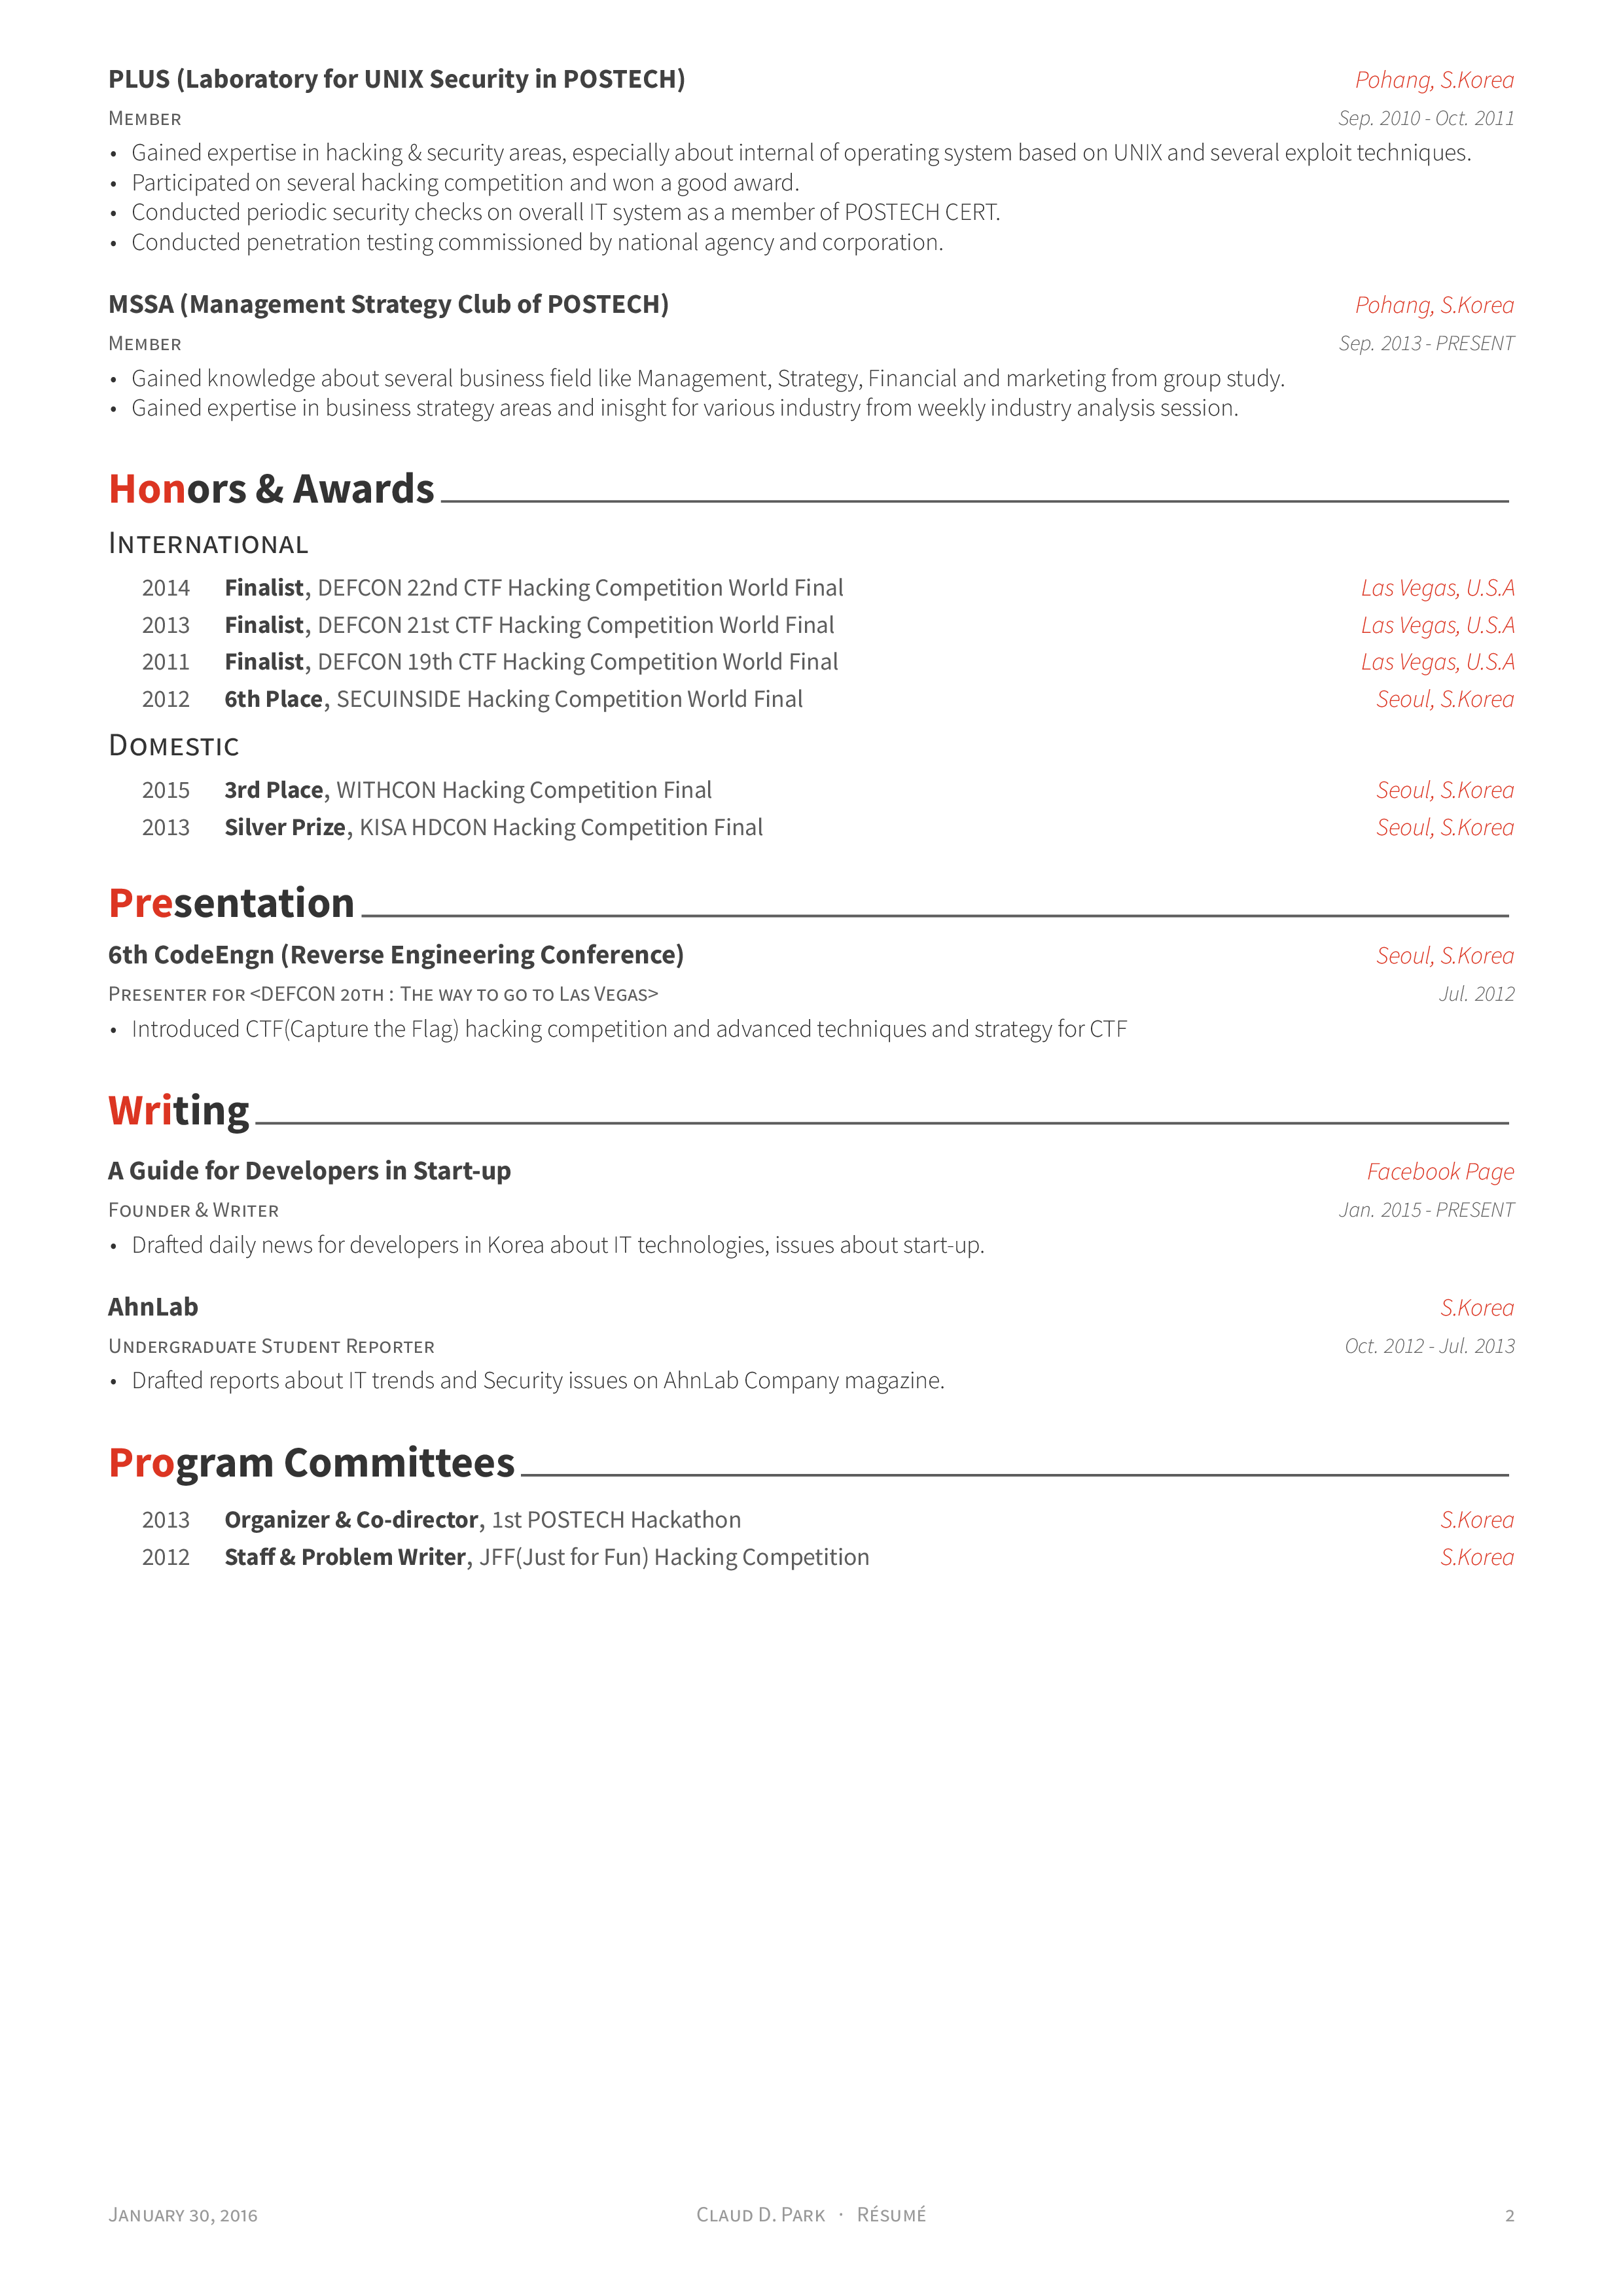 PLUS (Laboratory for UNIX Security in POSTECH) Pohang, S.Korea
Member Sep. 2010 - Oct. 2011
• Gained expertise in hacking & security areas, especially about internal of operating system based on UNIX and several exploit techniques.
• Participated on several hacking competition and won a good award.
• Conducted periodic security checks on overall IT system as a member of POSTECH CERT.
• Conducted penetration testing commissioned by national agency and corporation.
MSSA (Management Strategy Club of POSTECH) Pohang, S.Korea
Member Sep. 2013 - PRESENT
• Gained knowledge about several business field like Management, Strategy, Financial and marketing from group study.
• Gained expertise in business strategy areas and inisght for various industry from weekly industry analysis session.
Honors & Awards
International
2014 Finalist, DEFCON 22nd CTF Hacking Competition World Final Las Vegas, U.S.A
2013 Finalist, DEFCON 21st CTF Hacking Competition World Final Las Vegas, U.S.A
2011 Finalist, DEFCON 19th CTF Hacking Competition World Final Las Vegas, U.S.A
2012 6th Place, SECUINSIDE Hacking Competition World Final Seoul, S.Korea
Domestic
2015 3rd Place, WITHCON Hacking Competition Final Seoul, S.Korea
2013 Silver Prize, KISA HDCON Hacking Competition Final Seoul, S.Korea
Presentation
6th CodeEngn (Reverse Engineering Conference) Seoul, S.Korea
Presenter for <DEFCON 20th : The way to go to Las Vegas> Jul. 2012
• Introduced CTF(Capture the Flag) hacking competition and advanced techniques and strategy for CTF
Writing
A Guide for Developers in Start-up Facebook Page
Founder & Writer Jan. 2015 - PRESENT
• Drafted daily news for developers in Korea about IT technologies, issues about start-up.
AhnLab S.Korea
Undergraduate Student Reporter Oct. 2012 - Jul. 2013
• Drafted reports about IT trends and Security issues on AhnLab Company magazine.
Program Committees
2013 Organizer & Co-director, 1st POSTECH Hackathon S.Korea
2012 Staff & Problem Writer, JFF(Just for Fun) Hacking Competition S.Korea
January 30, 2016 Claud D. Park · Résumé 2